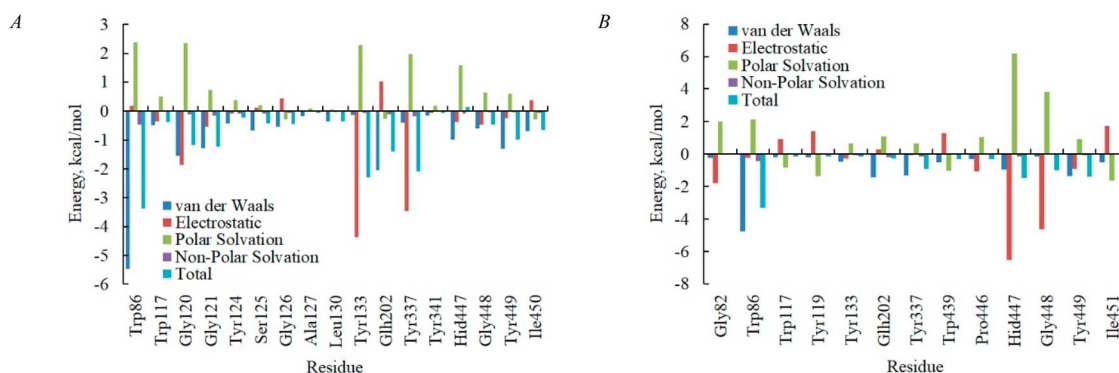 A
3
2
1
0
-1
-2
-3
-4
-5
-6
Energy, kcal/mol
van der Waals
Electrostatic
Polar Solvation
Non-Polar Solvation
Total
Trp86
Trp117
Gly120
Gly121
Tyr124
Ser125
Gly126
Ala127
Leu130
Tyr133
Glh202
Tyr337
Tyr341
Hid447
Gly448
Tyr449
Ile450
Residue
B
8
6
4
2
0
-2
-4
-6
-8
Energy, kcal/mol
van der Waals
Electrostatic
Polar Solvation
Non-Polar Solvation
Total
Gly82
Trp86
Trp117
Tyr119
Tyr133
Glh202
Tyr337
Trp439
Pro446
Hid447
Gly448
Tyr449
Ile451
Residue